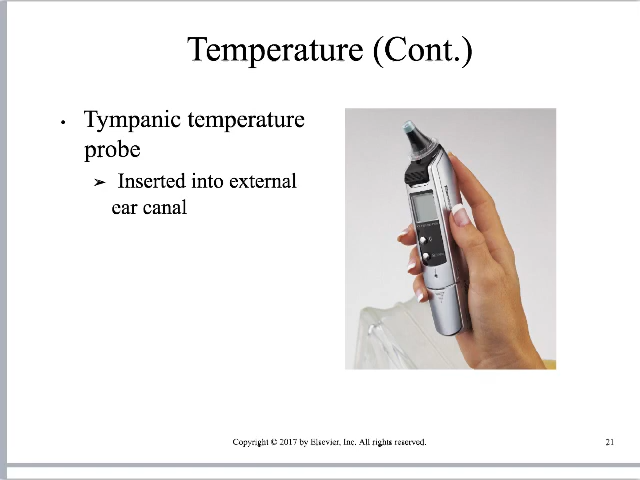 Temperature (Cont.)
• Tympanic temperature
probe
➢ Inserted into external
ear canal
Copyright © 2017 by Elsevier, Inc. All rights reserved.
21